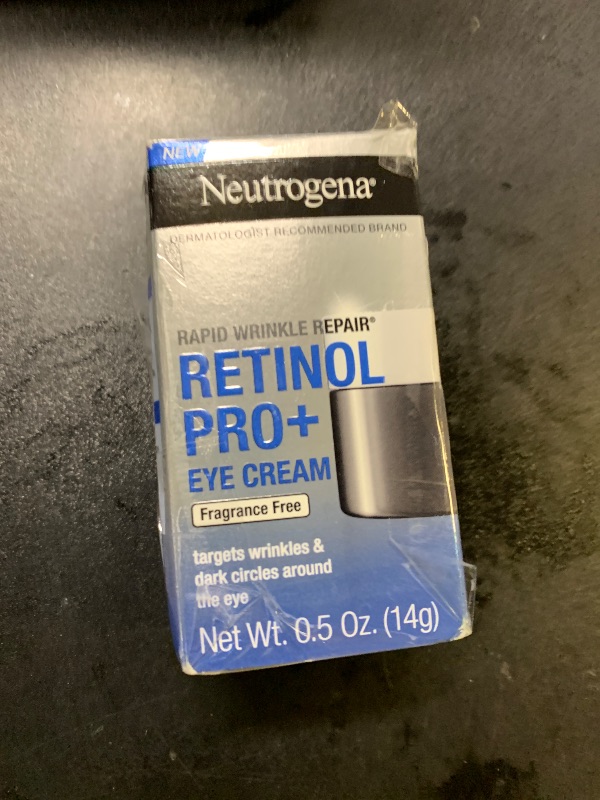 NEW
Neutrogena®
DERMATOLOGIST RECOMMENDED BRAND
RAPID WRINKLE REPAIR®
RETINOL
PRO+
EYE CREAM
Fragrance Free
targets wrinkles &
dark circles around
the eye
Net Wt. 0.5 Oz. (14g)